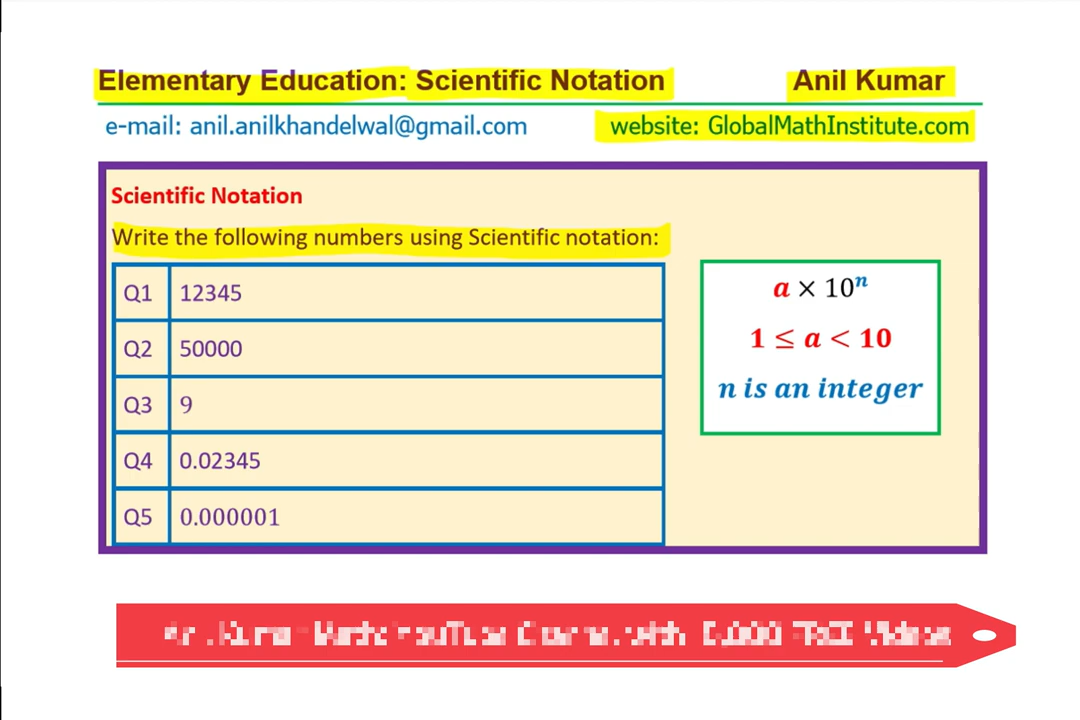 Elementary Education: Scientific Notation Anil Kumar
e-mail: anil.anilkhandelwal@gmail.com website: GlobalMathInstitute.com
Scientific Notation
Write the following numbers using Scientific notation:
Q1 12345
Q2 50000
Q3 9
Q4 0.02345
Q5 0.000001
a × 10ⁿ
1 ≤ a < 10
n is an integer